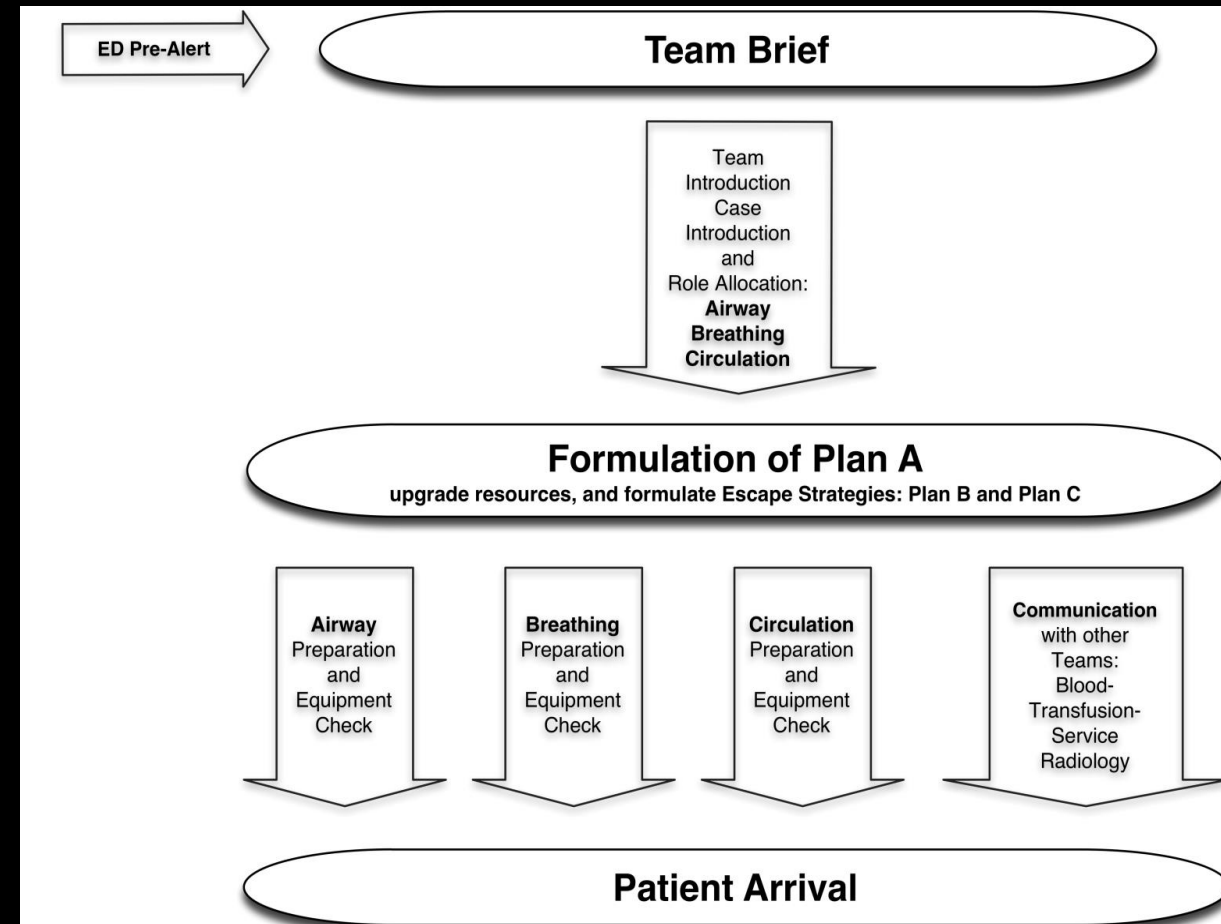 ED Pre-Alert
Team Brief
Team
Introduction
Case
Introduction
and
Role Allocation:
Airway
Breathing
Circulation
Formulation of Plan A
upgrade resources, and formulate Escape Strategies: Plan B and Plan C
Airway
Preparation
and
Equipment
Check
Breathing
Preparation
and
Equipment
Check
Circulation
Preparation
and
Equipment
Check
Communication
with other
Teams:
Blood-
Transfusion-
Service
Radiology
Patient Arrival